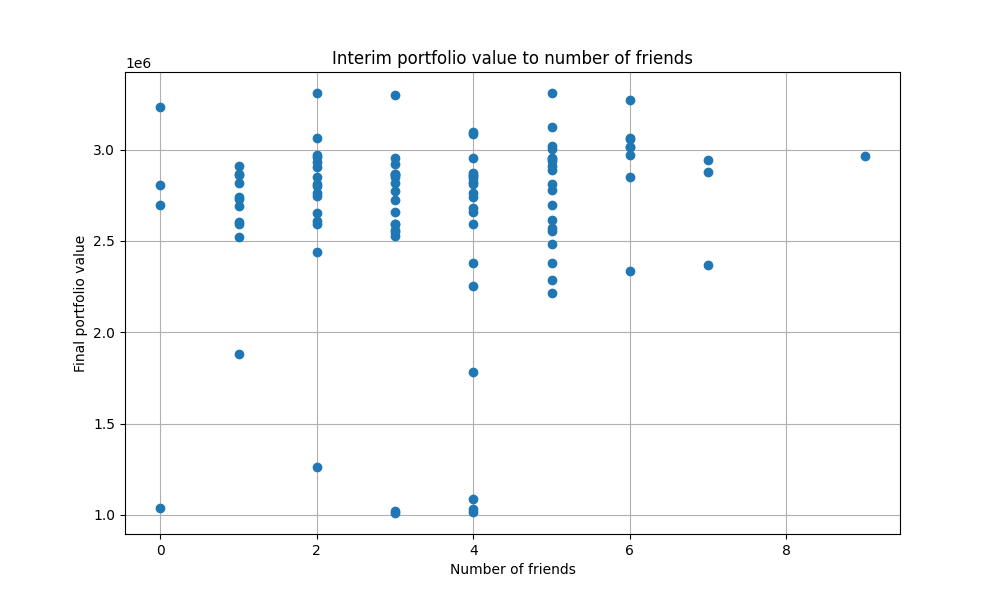 Interim portfolio value to number of friends
1e6
3.0
2.5
2.0
1.5
1.0
Final portfolio value
0 2 4 6 8
Number of friends